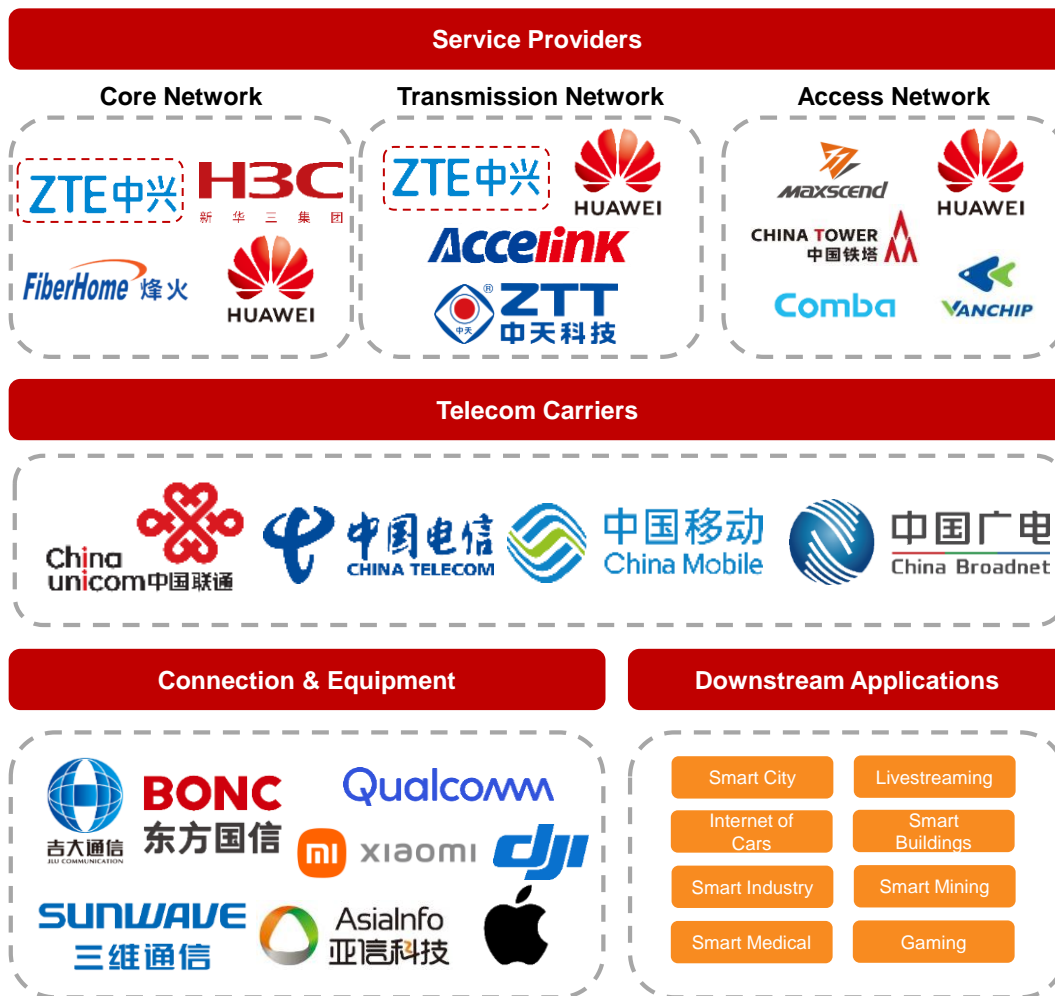 Service Providers
Core Network
Transmission Network
Access Network
ZTE中兴
H3C
新华三集团
FiberHome 烽火
HUAWEI
ZTE中兴
HUAWEI
Accelink
中天
®
ZTT
中天科技
maxscend
HUAWEI
CHINA TOWER
中国铁塔
Comba
VANCHIP
Telecom Carriers
China
unicom中国联通
中国电信
CHINA TELECOM
中国移动
China Mobile
中国广电
China Broadnet
Connection & Equipment
Downstream Applications
吉大通信
JLU COMMUNICATION
BONC
东方国信
Qualcomm
mi xiaomi
dji
SUNWAVE
三维通信
AsiaInfo
亚信科技
Smart City
Livestreaming
Internet of
Cars
Smart
Buildings
Smart Industry
Smart Mining
Smart Medical
Gaming